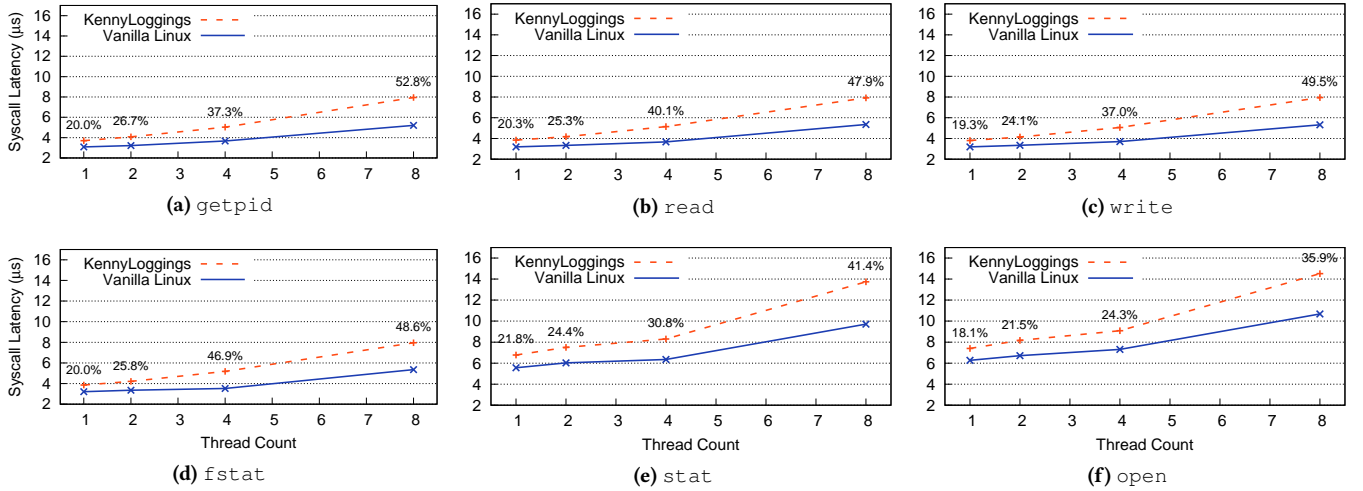 Syscall Latency (µs)
16
14
12
10
8
6
4
2
KennyLoggings
Vanilla Linux
20.0%
26.7%
37.3%
52.8%
1 2 3 4 5 6 7 8
(a) getpid
16
14
12
10
8
6
4
2
KennyLoggings
Vanilla Linux
20.3%
25.3%
40.1%
47.9%
1 2 3 4 5 6 7 8
(b) read
16
14
12
10
8
6
4
2
KennyLoggings
Vanilla Linux
19.3%
24.1%
37.0%
49.5%
1 2 3 4 5 6 7 8
(c) write
Syscall Latency (µs)
16
14
12
10
8
6
4
2
KennyLoggings
Vanilla Linux
20.0%
25.8%
46.9%
48.6%
1 2 3 4 5 6 7 8
Thread Count
(d) fstat
16
14
12
10
8
6
4
2
KennyLoggings
Vanilla Linux
21.8%
24.4%
30.8%
41.4%
1 2 3 4 5 6 7 8
Thread Count
(e) stat
16
14
12
10
8
6
4
2
KennyLoggings
Vanilla Linux
18.1%
21.5%
24.3%
35.9%
1 2 3 4 5 6 7 8
Thread Count
(f) open